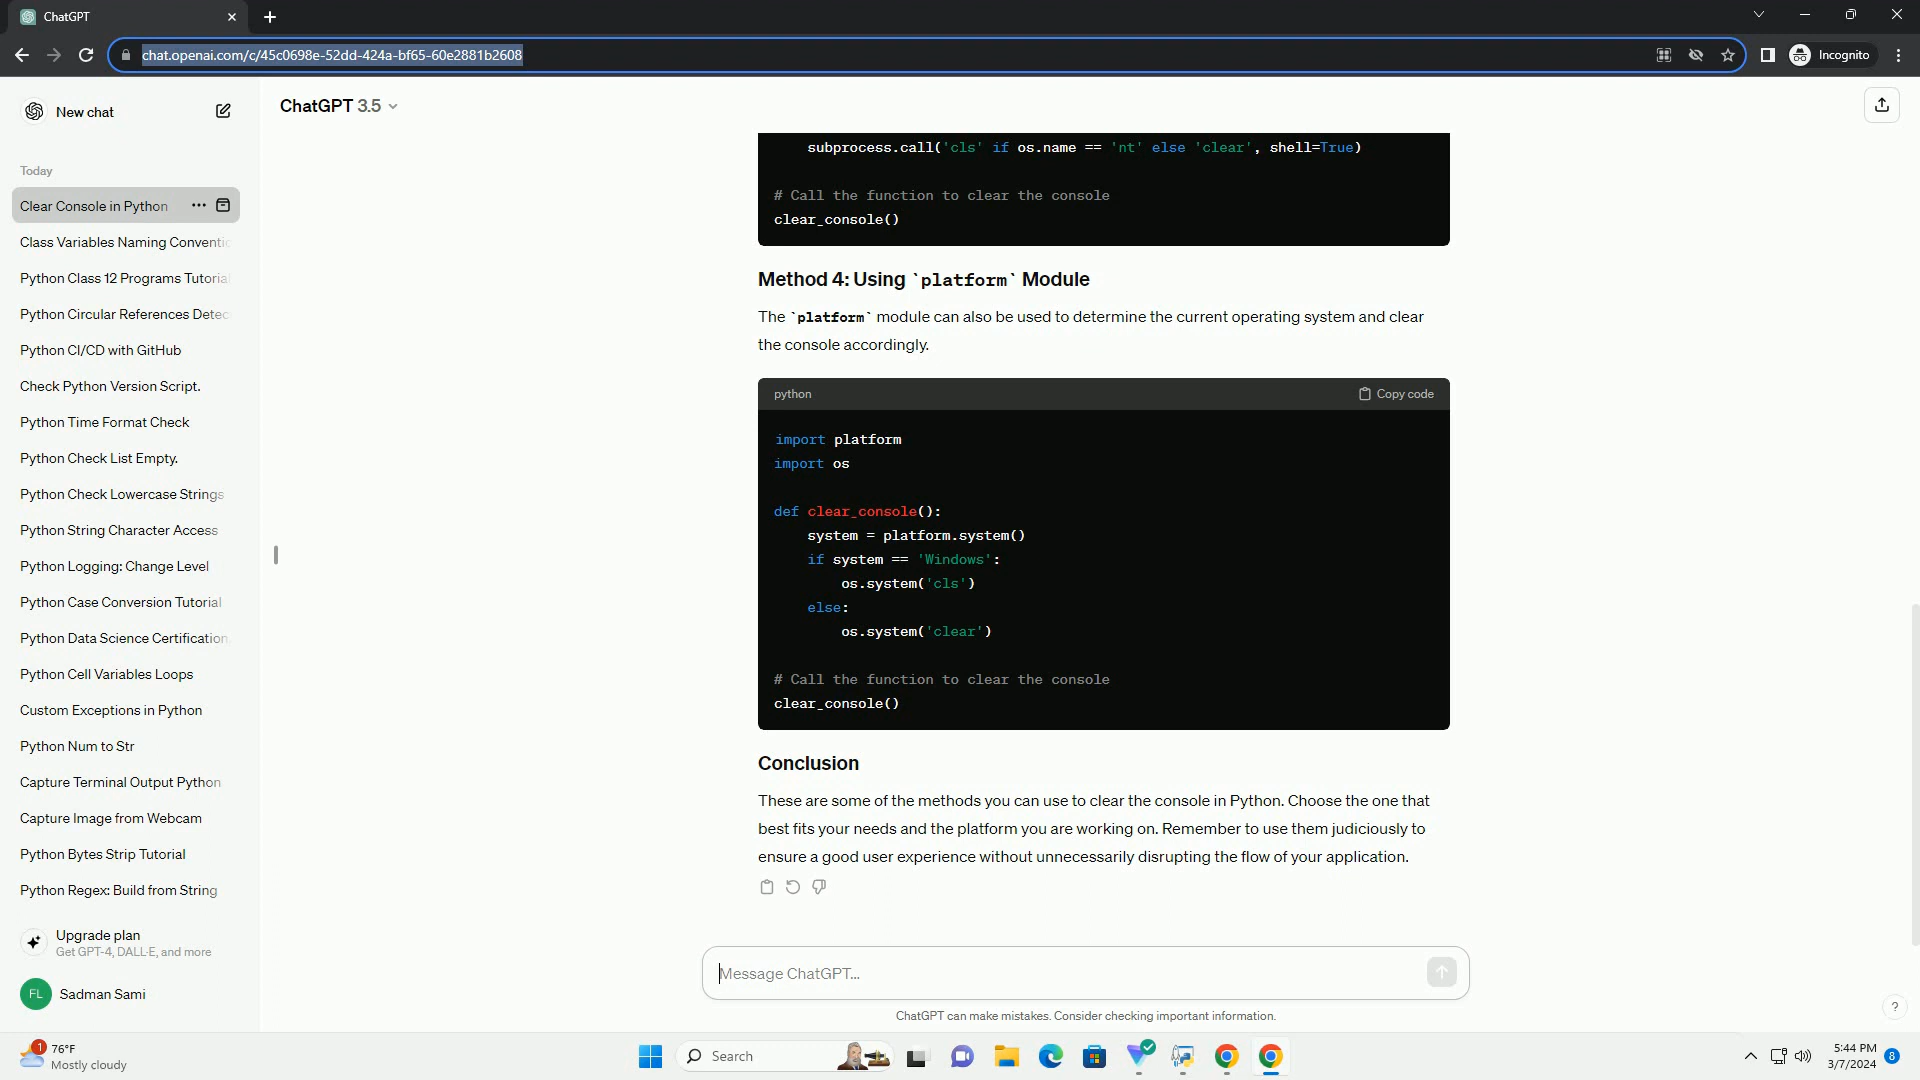 ChatGPT
chat.openai.com/c/45c0698e-52dd-424a-bf65-60e2881b2608
Incognito
New chat
Today
Clear Console in Python
Class Variables Naming Conventic
Python Class 12 Programs Tutorial
Python Circular References Detec
Python CI/CD with GitHub
Check Python Version Script.
Python Time Format Check
Python Check List Empty.
Python Check Lowercase Strings
Python String Character Access
Python Logging: Change Level
Python Case Conversion Tutorial
Python Data Science Certification
Python Cell Variables Loops
Custom Exceptions in Python
Python Num to Str
Capture Terminal Output Python
Capture Image from Webcam
Python Bytes Strip Tutorial
Python Regex: Build from String
Upgrade plan
Get GPT-4, DALL·E, and more
FL
Sadman Sami
ChatGPT 3.5
subprocess.call('cls' if os.name == 'nt' else 'clear', shell=True)
# Call the function to clear the console
clear_console()
Method 4: Using `platform` Module
The `platform` module can also be used to determine the current operating system and clear
the console accordingly.
python
Copy code
import platform
import os
def clear_console():
system = platform.system()
if system == 'Windows':
os.system('cls')
else:
os.system('clear')
# Call the function to clear the console
clear_console()
Conclusion
These are some of the methods you can use to clear the console in Python. Choose the one that
best fits your needs and the platform you are working on. Remember to use them judiciously to
ensure a good user experience without unnecessarily disrupting the flow of your application.
Message ChatGPT...
ChatGPT can make mistakes. Consider checking important information.
?
1
76°F
Mostly cloudy
Search
5:44 PM
3/7/2024
8